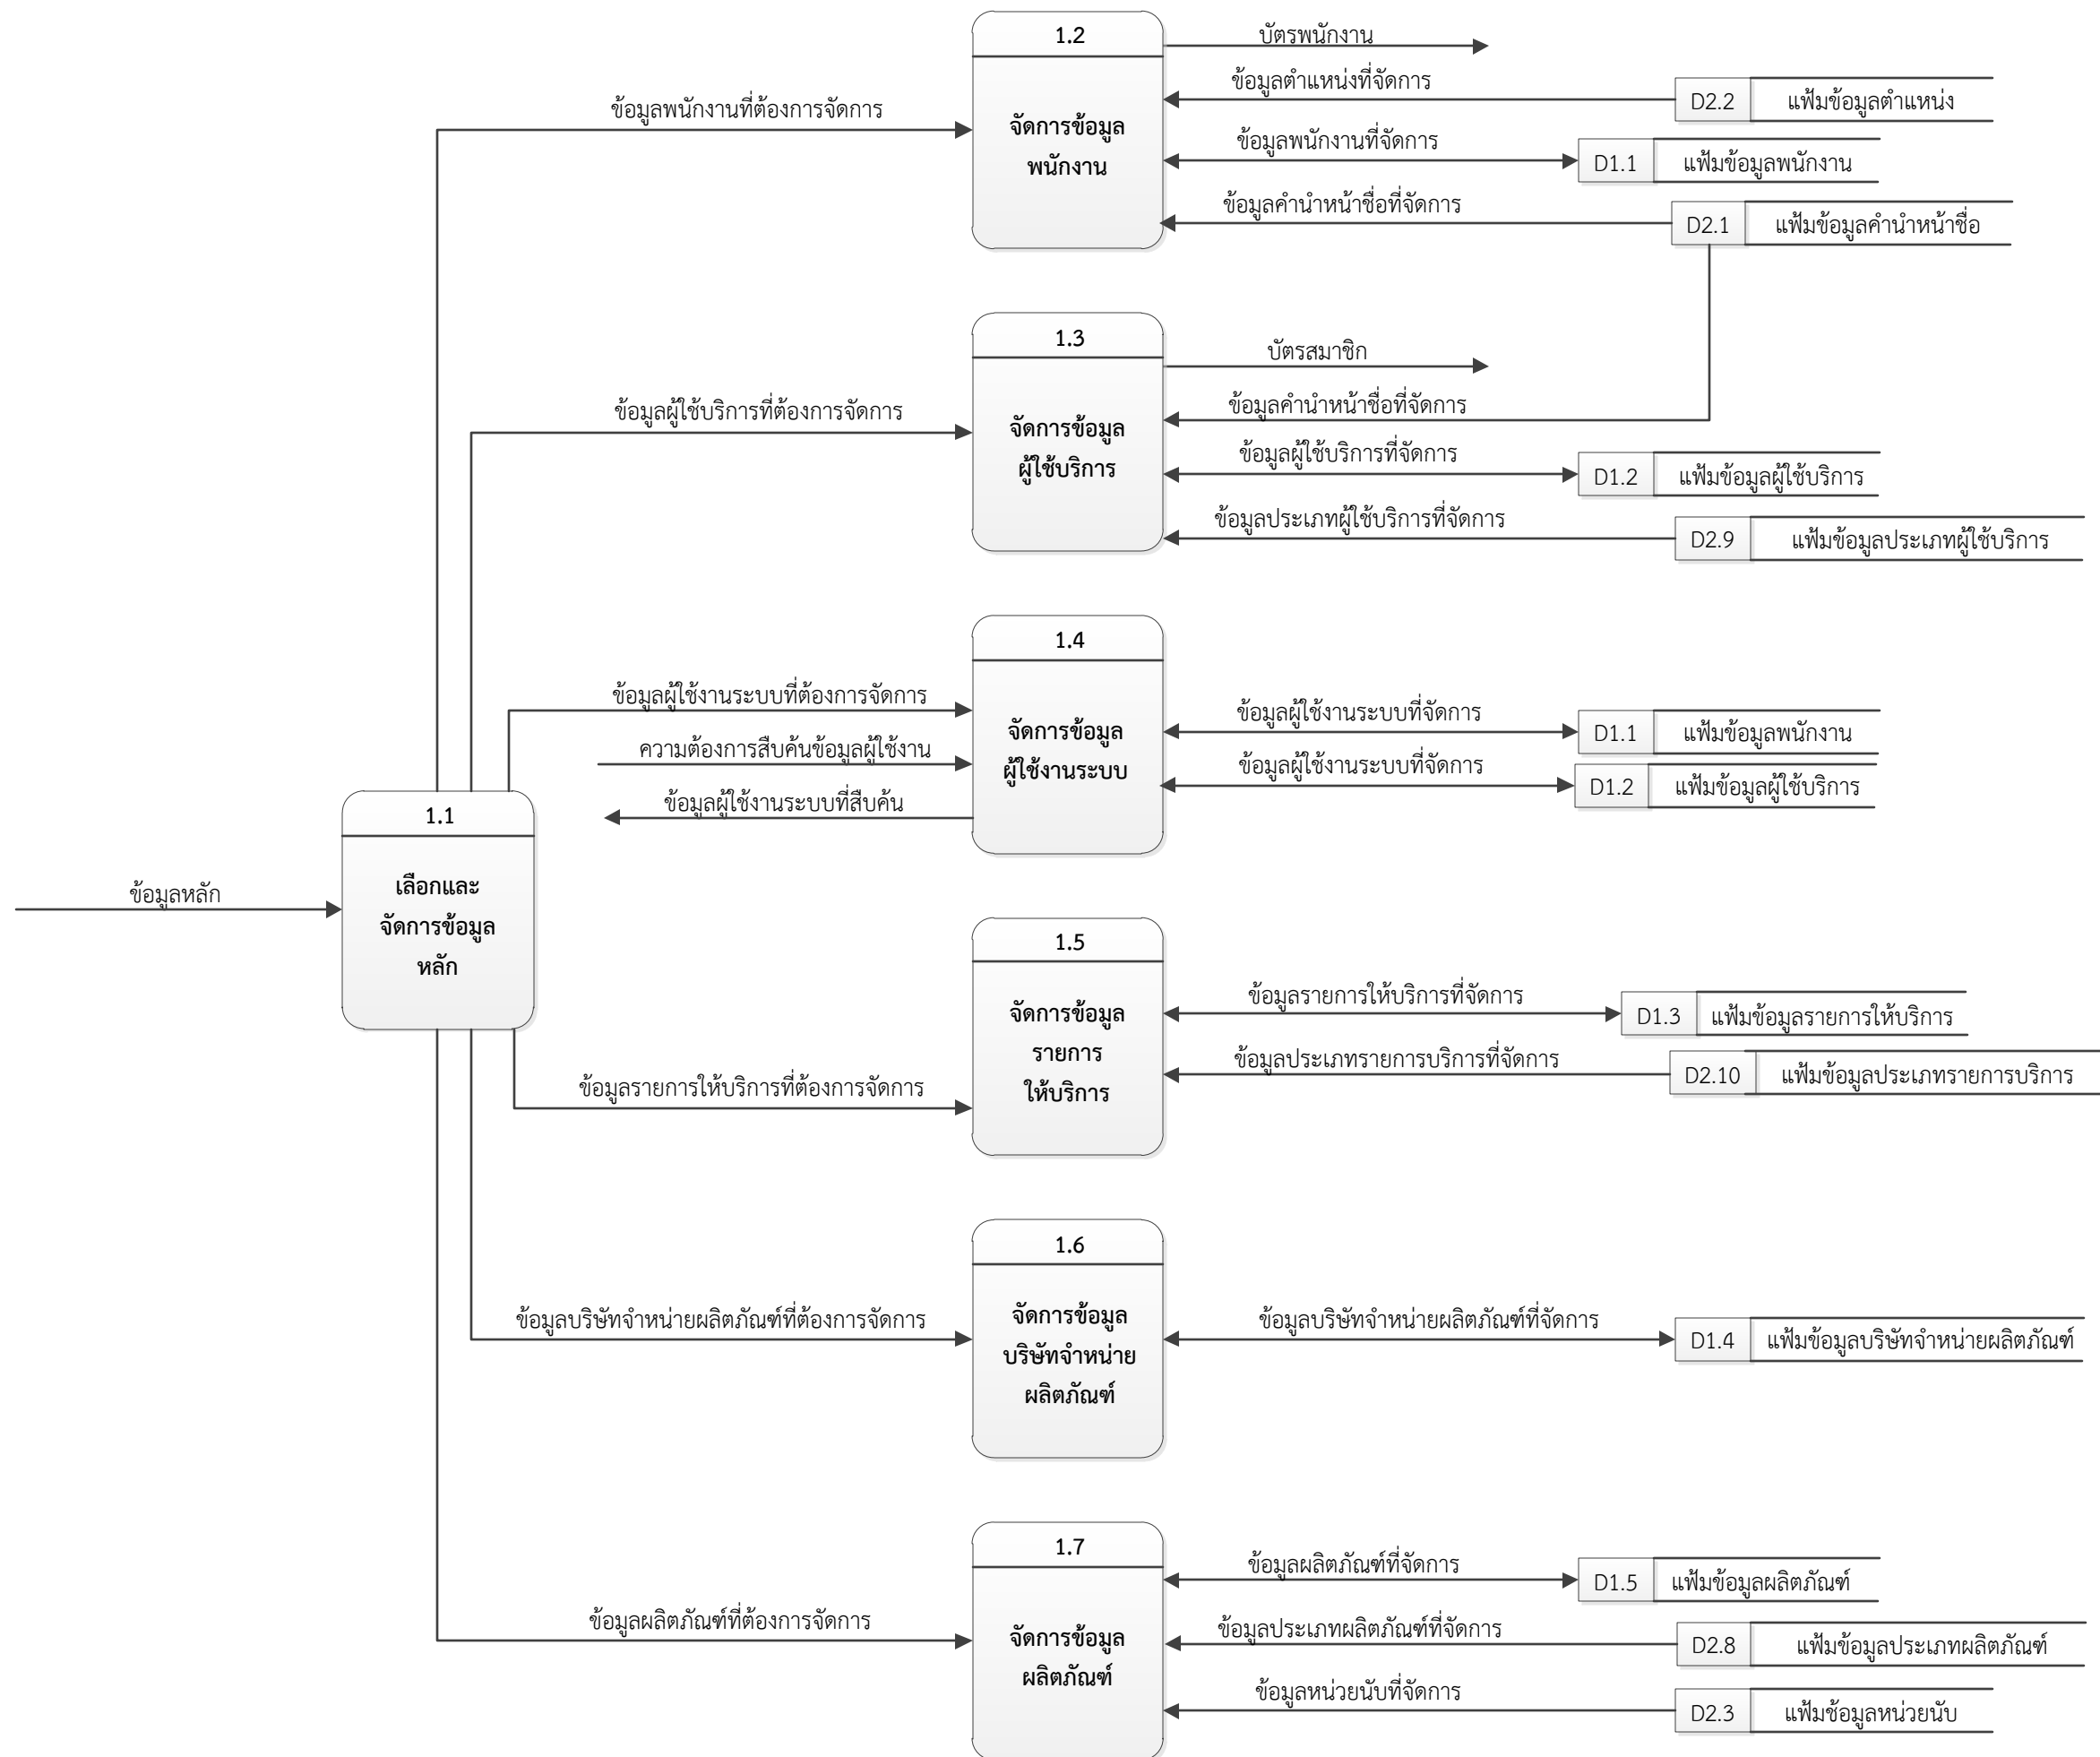 1.2
บัตรพนักงาน
ข้อมูลตำแหน่งที่จัดการ
D2.2 แฟ้มข้อมูลตำแหน่ง
ข้อมูลพนักงานที่ต้องการจัดการ
จัดการข้อมูล
พนักงาน
ข้อมูลพนักงานที่จัดการ
D1.1 แฟ้มข้อมูลพนักงาน
ข้อมูลคำนำหน้าชื่อที่จัดการ
D2.1 แฟ้มข้อมูลคำนำหน้าชื่อ
1.3
บัตรสมาชิก
ข้อมูลผู้ใช้บริการที่ต้องการจัดการ
จัดการข้อมูล
ผู้ใช้บริการ
ข้อมูลคำนำหน้าชื่อที่จัดการ
ข้อมูลผู้ใช้บริการที่จัดการ
D1.2 แฟ้มข้อมูลผู้ใช้บริการ
ข้อมูลประเภทผู้ใช้บริการที่จัดการ
D2.9 แฟ้มข้อมูลประเภทผู้ใช้บริการ
1.4
ข้อมูลผู้ใช้งานระบบที่ต้องการจัดการ
จัดการข้อมูล
ผู้ใช้งานระบบ
ข้อมูลผู้ใช้งานระบบที่จัดการ
D1.1 แฟ้มข้อมูลพนักงาน
ความต้องการสืบค้นข้อมูลผู้ใช้งาน
ข้อมูลผู้ใช้งานระบบที่จัดการ
D1.2 แฟ้มข้อมูลผู้ใช้บริการ
ข้อมูลผู้ใช้งานระบบที่สืบค้น
1.1
ข้อมูลหลัก
เลือกและ
จัดการข้อมูล
หลัก
1.5
จัดการข้อมูล
รายการ
ให้บริการ
ข้อมูลรายการให้บริการที่จัดการ
D1.3 แฟ้มข้อมูลรายการให้บริการ
ข้อมูลประเภทรายการบริการที่จัดการ
D2.10 แฟ้มข้อมูลประเภทรายการบริการ
ข้อมูลรายการให้บริการที่ต้องการจัดการ
1.6
ข้อมูลบริษัทจำหน่ายผลิตภัณฑ์ที่ต้องการจัดการ
จัดการข้อมูล
บริษัทจำหน่าย
ผลิตภัณฑ์
ข้อมูลบริษัทจำหน่ายผลิตภัณฑ์ที่จัดการ
D1.4 แฟ้มข้อมูลบริษัทจำหน่ายผลิตภัณฑ์
1.7
ข้อมูลผลิตภัณฑ์ที่จัดการ
D1.5 แฟ้มข้อมูลผลิตภัณฑ์
ข้อมูลผลิตภัณฑ์ที่ต้องการจัดการ
จัดการข้อมูล
ผลิตภัณฑ์
ข้อมูลประเภทผลิตภัณฑ์ที่จัดการ
D2.8 แฟ้มข้อมูลประเภทผลิตภัณฑ์
ข้อมูลหน่วยนับที่จัดการ
D2.3 แฟ้มช้อมูลหน่วยนับ